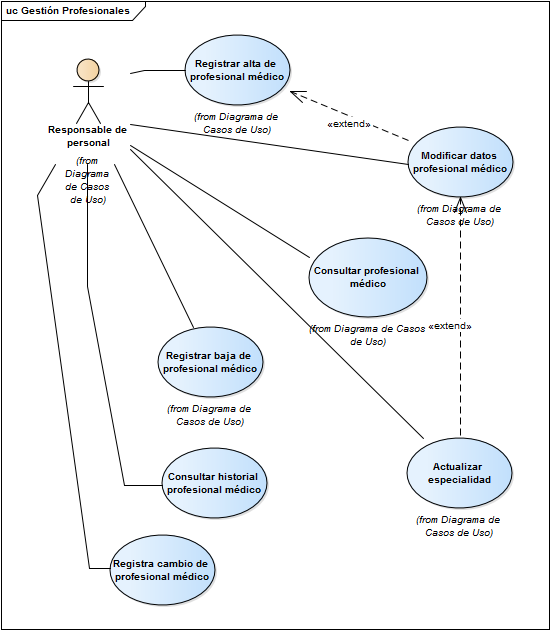 uc Gestión Profesionales
Registrar alta de
profesional médico
(from Diagrama de
Casos de Uso)
«extend»
Responsable de
personal
(from
Diagrama
de Casos
de Uso)
Modificar datos
profesional médico
(from Diagrama de
Casos de Uso)
Consultar profesional
médico
(from Diagrama de Casos
de Uso)
«extend»
Registrar baja de
profesional médico
(from Diagrama de
Casos de Uso)
Actualizar
especialidad
(from Diagrama de
Casos de Uso)
Consultar historial
profesional médico
Registra cambio de
profesional médico